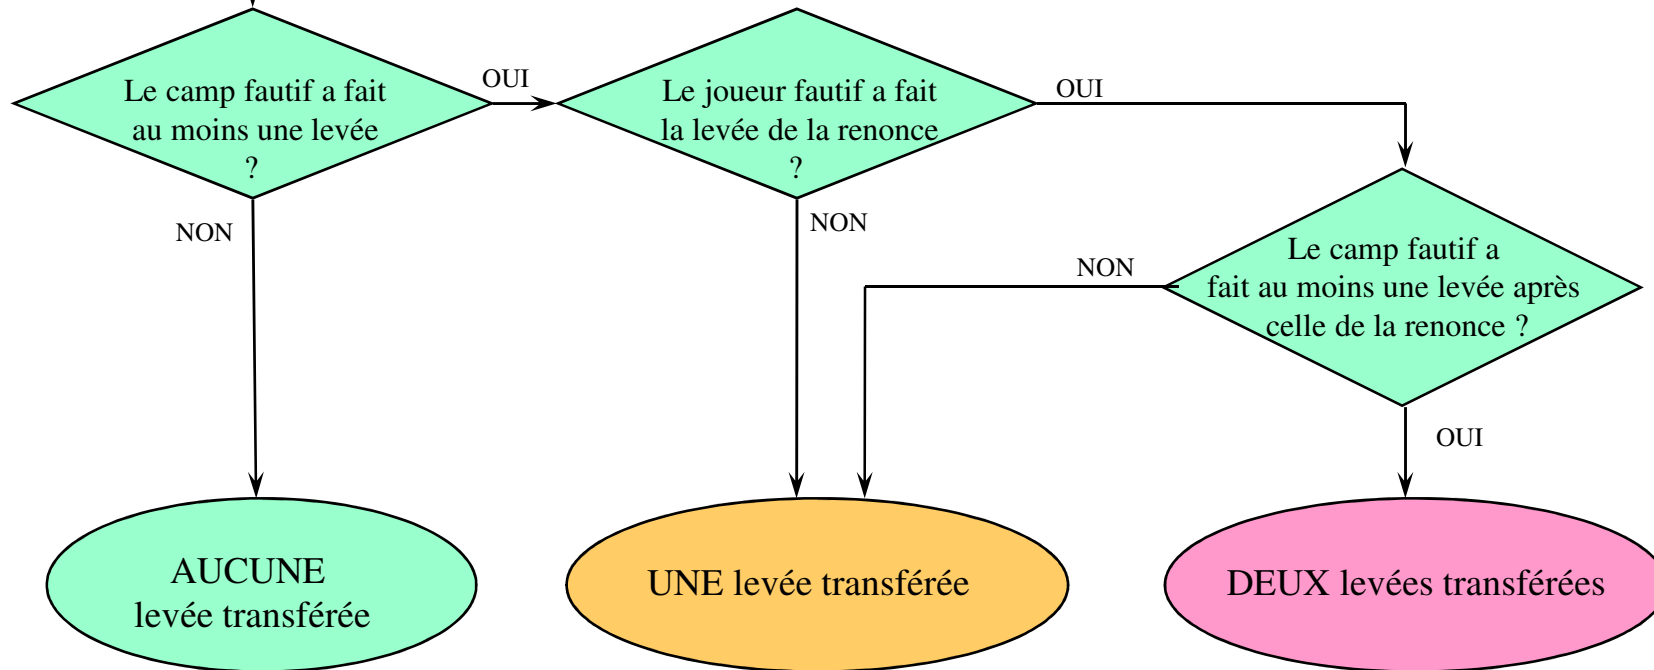 Le camp fautif a fait
au moins une levée
?
OUI
Le joueur fautif a fait
la levée de la renonce
?
OUI
NON
NON
Le camp fautif a
fait au moins une levée après
celle de la renonce ?
NON
OUI
AUCUNE
levée transférée
UNE levée transférée
DEUX levées transférées